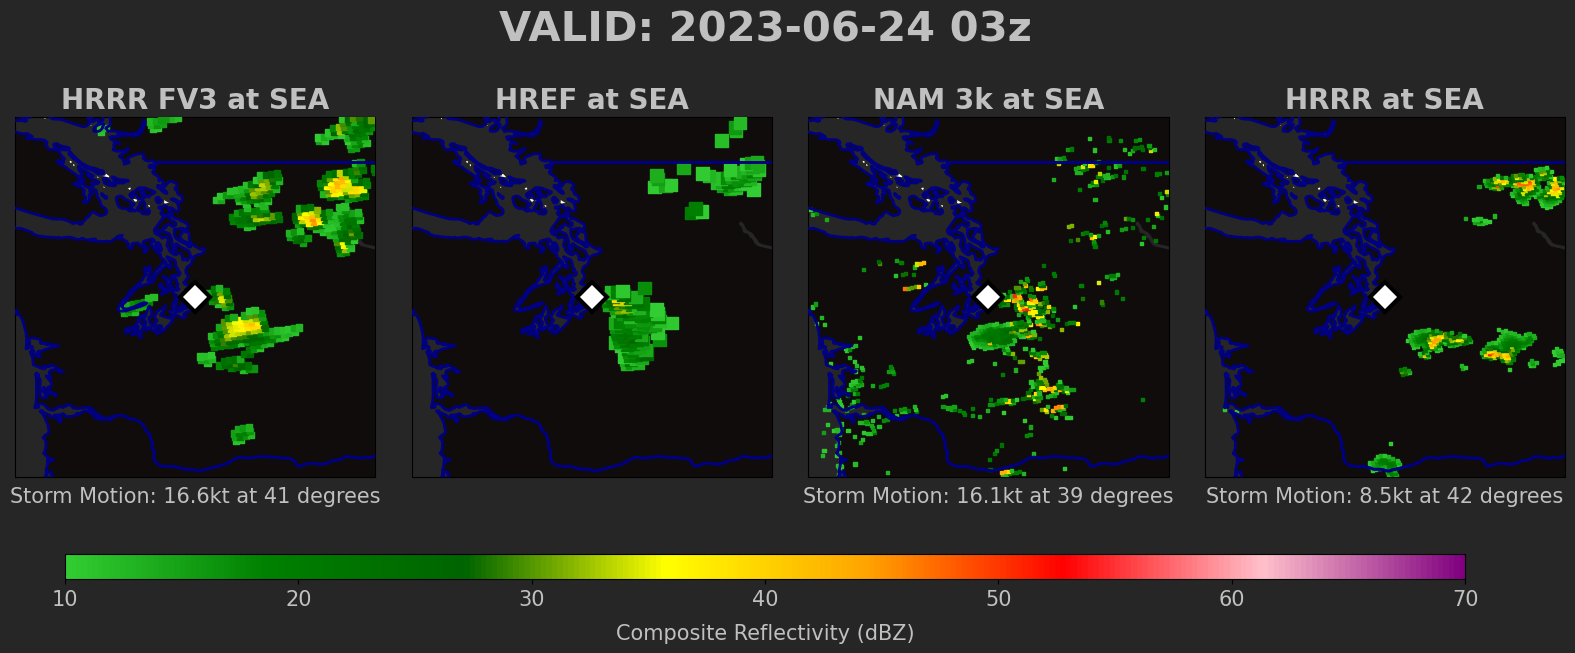 VALID: 2023-06-24 03z
HRRR FV3 at SEA
HREF at SEA
NAM 3k at SEA
HRRR at SEA
Storm Motion: 16.6kt at 41 degrees
Storm Motion: 16.1kt at 39 degrees
Storm Motion: 8.5kt at 42 degrees
10 20 30 40 50 60 70
Composite Reflectivity (dBZ)